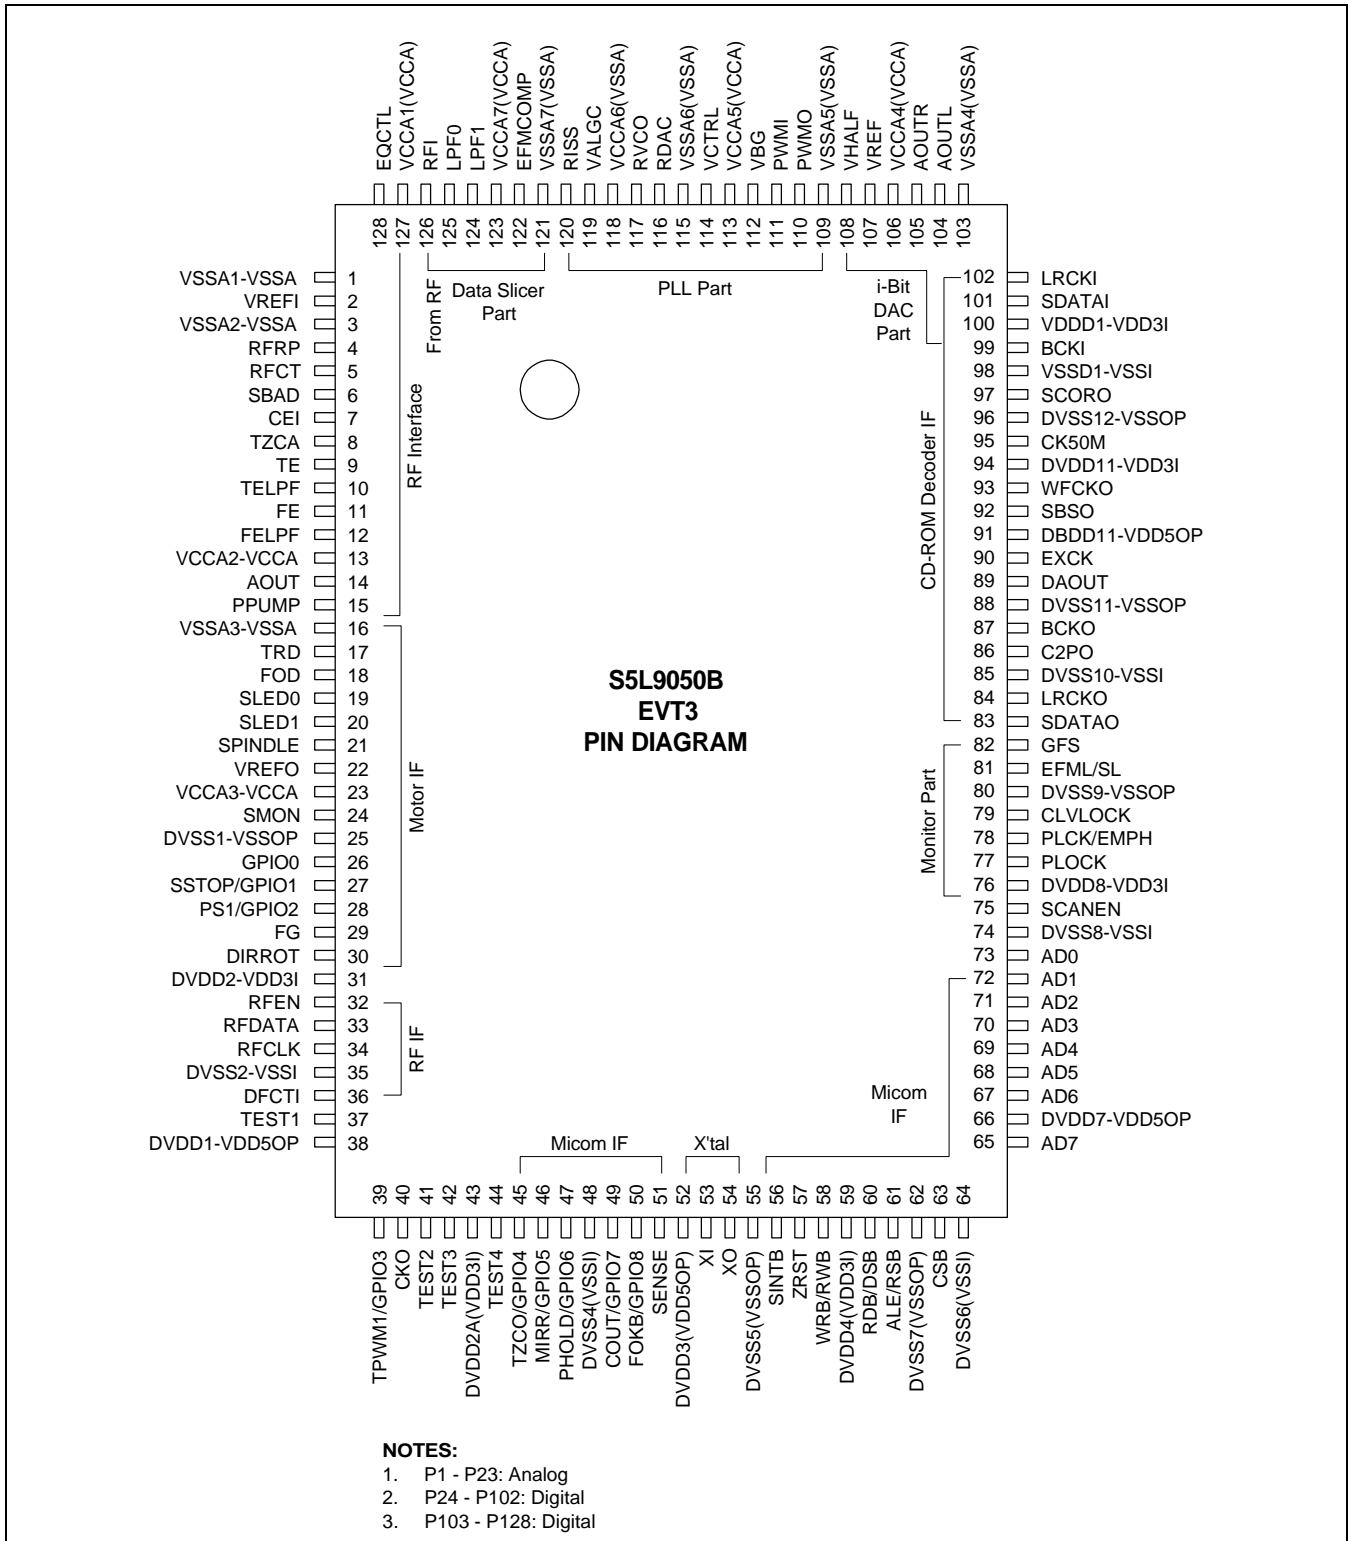 EQCTL
VCCA1(VCCA)
RFI
LPF0
LPF1
VCCA7(VCCA)
EFMCOMP
VSSA7(VSSA)
RISS
VALGC
VCCA6(VSSA)
RVCO
RDAC
VSSA6(VSSA)
VCTRL
VCCA5(VCCA)
VBG
PWMI
PWMO
VSSA5(VSSA)
VHALF
VREF
VCCA4(VCCA)
AOUTR
AOUTL
VSSA4(VSSA)
128
127
126
125
124
123
122
121
120
119
118
117
116
115
114
113
112
111
110
109
108
107
106
105
104
103
VSSA1-VSSA 1
VREFI 2
VSSA2-VSSA 3
RFRP 4
RFCT 5
SBAD 6
CEI 7
TZCA 8
TE 9
TELPF 10
FE 11
FELPF 12
VCCA2-VCCA 13
AOUT 14
PPUMP 15
VSSA3-VSSA 16
TRD 17
FOD 18
SLED0 19
SLED1 20
SPINDLE 21
VREFO 22
VCCA3-VCCA 23
SMON 24
DVSS1-VSSOP 25
GPIO0 26
SSTOP/GPIO1 27
PS1/GPIO2 28
FG 29
DIRROT 30
DVDD2-VDD3I 31
RFEN 32
RFDATA 33
RFCLK 34
DVSS2-VSSI 35
DFCTI 36
TEST1 37
DVDD1-VDD5OP 38
RF Interface
From RF
Data Slicer
Part
PLL Part
i-Bit
DAC
Part
CD-ROM Decoder IF
Motor IF
RF IF
Monitor Part
S5L9050B
EVT3
PIN DIAGRAM
Micom IF
X'tal
Micom
IF
102 LRCKI
101 SDATAI
100 VDDD1-VDD3I
99 BCKI
98 VSSD1-VSSI
97 SCORO
96 DVSS12-VSSOP
95 CK50M
94 DVDD11-VDD3I
93 WFCKO
92 SBSO
91 DBDD11-VDD5OP
90 EXCK
89 DAOUT
88 DVSS11-VSSOP
87 BCKO
86 C2PO
85 DVSS10-VSSI
84 LRCKO
83 SDATAO
82 GFS
81 EFML/SL
80 DVSS9-VSSOP
79 CLVLOCK
78 PLCK/EMPH
77 PLOCK
76 DVDD8-VDD3I
75 SCANEN
74 DVSS8-VSSI
73 AD0
72 AD1
71 AD2
70 AD3
69 AD4
68 AD5
67 AD6
66 DVDD7-VDD5OP
65 AD7
39
40
41
42
43
44
45
46
47
48
49
50
51
52
53
54
55
56
57
58
59
60
61
62
63
64
TPWM1/GPIO3
CKO
TEST2
TEST3
DVDD2A(VDD3I)
TEST4
TZCO/GPIO4
MIRR/GPIO5
PHOLD/GPIO6
DVSS4(VSSI)
COUT/GPIO7
FOKB/GPIO8
SENSE
DVDD3(VDD5OP)
XI
XO
DVSS5(VSSOP)
SINTB
ZRST
WRB/RWB
DVDD4(VDD3I)
RDB/DSB
ALE/RSB
DVSS7(VSSOP)
CSB
DVSS6(VSSI)
NOTES:
1. P1 - P23: Analog
2. P24 - P102: Digital
3. P103 - P128: Digital